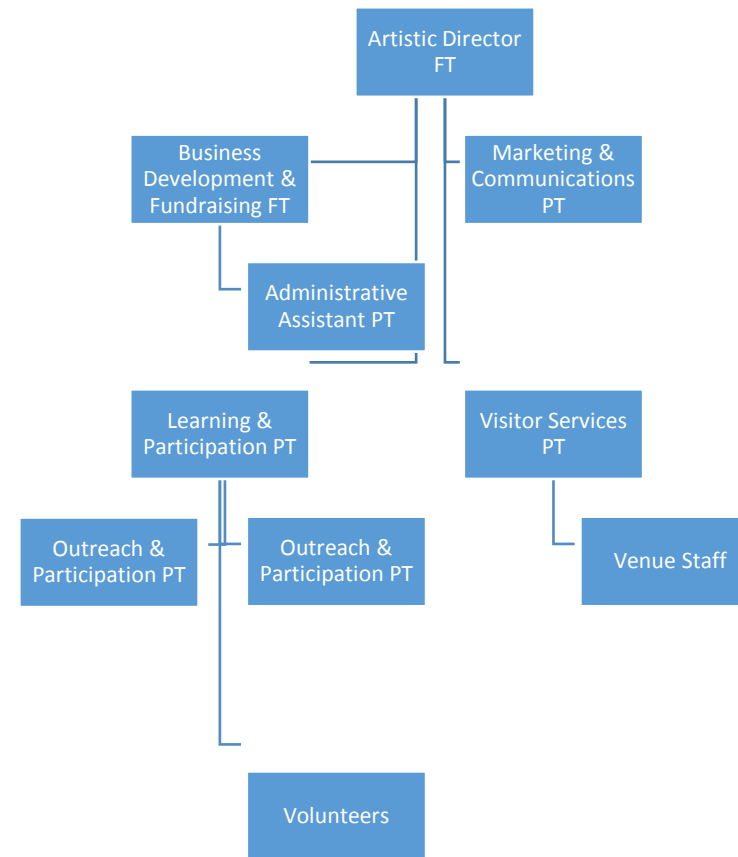 Artistic Director
FT
Business
Development &
Fundraising FT
Marketing &
Communications
PT
Administrative
Assistant PT
Learning &
Participation PT
Visitor Services
PT
Outreach &
Participation PT
Outreach &
Participation PT
Venue Staff
Volunteers